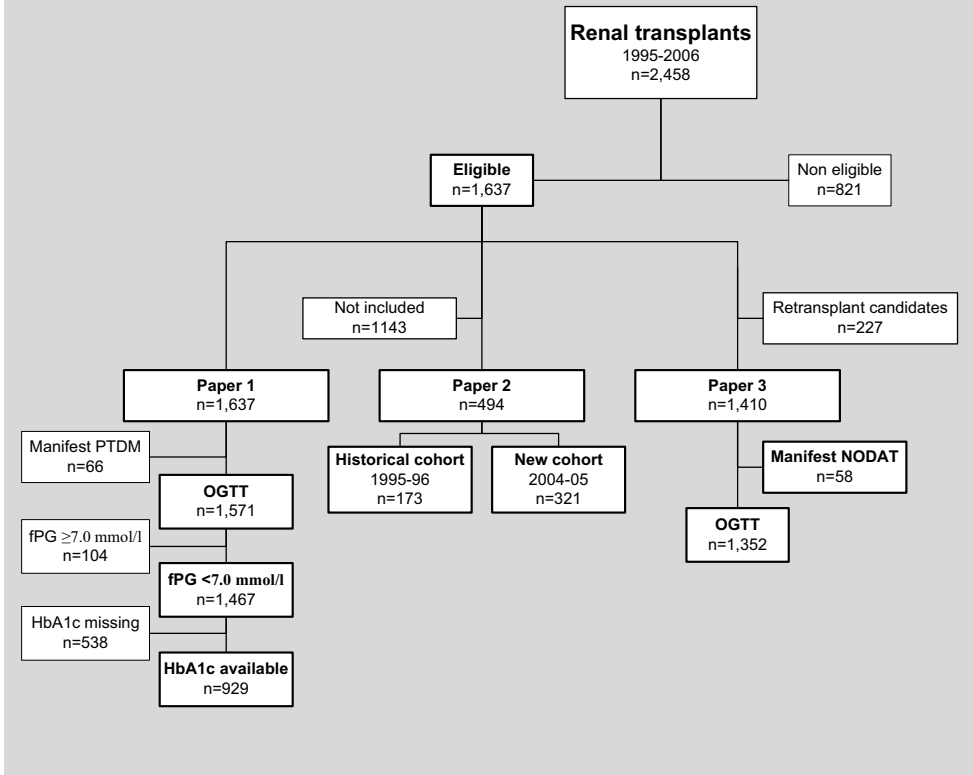 Renal transplants
1995-2006
n=2,458
Eligible
n=1,637
Non eligible
n=821
Not included
n=1143
Retransplant candidates
n=227
Paper 1
n=1,637
Paper 2
n=494
Paper 3
n=1,410
Manifest PTDM
n=66
Historical cohort
1995-96
n=173
New cohort
2004-05
n=321
Manifest NODAT
n=58
OGTT
n=1,571
OGTT
n=1,352
fPG ≥7.0 mmol/l
n=104
fPG <7.0 mmol/l
n=1,467
HbA1c missing
n=538
HbA1c available
n=929